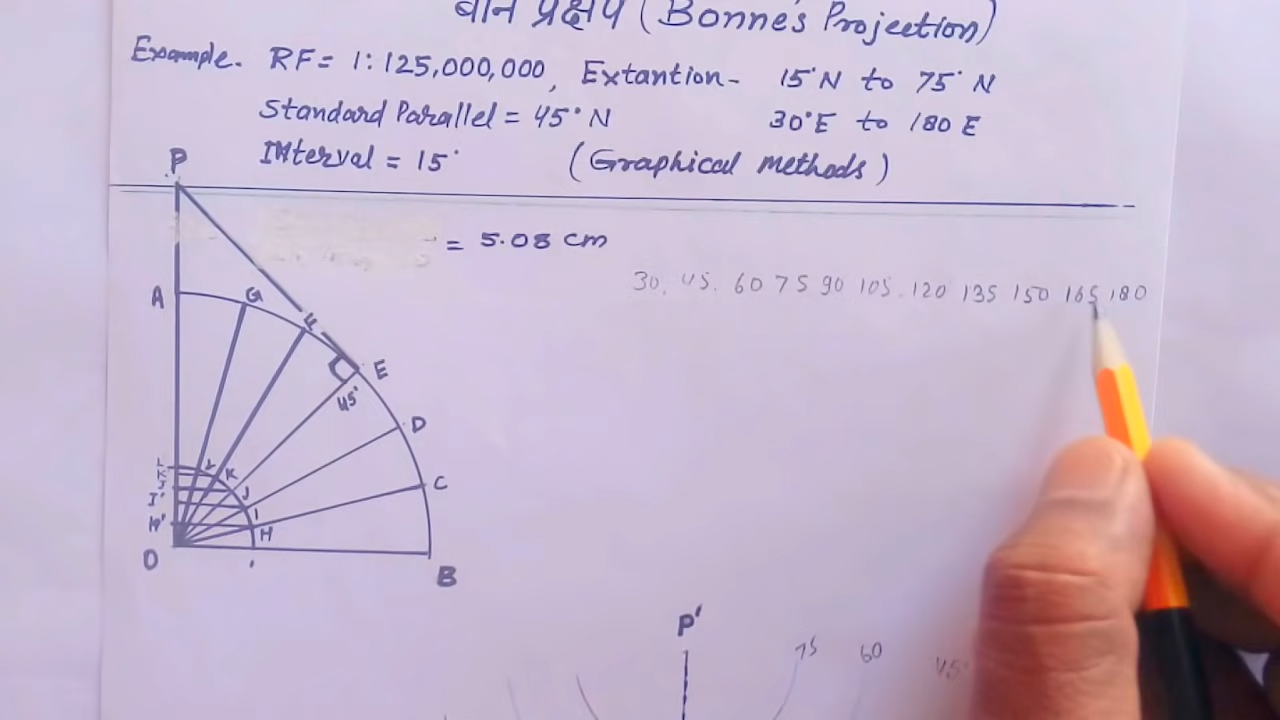 बोन प्रक्षेप (Bonne's Projection)
Example. RF = 1:125,000,000, Extantion- 15°N to 75° N
Standard Parallel = 45° N 30°E to 180 E
Interval = 15° (Graphical methods)
P
= 5.08 cm
30. 45. 60 75 90 105. 120 135 150 165 180
A G
E
45°
D
L
K K
J J
I' I
C
H
O
B
P'
75 60 45°